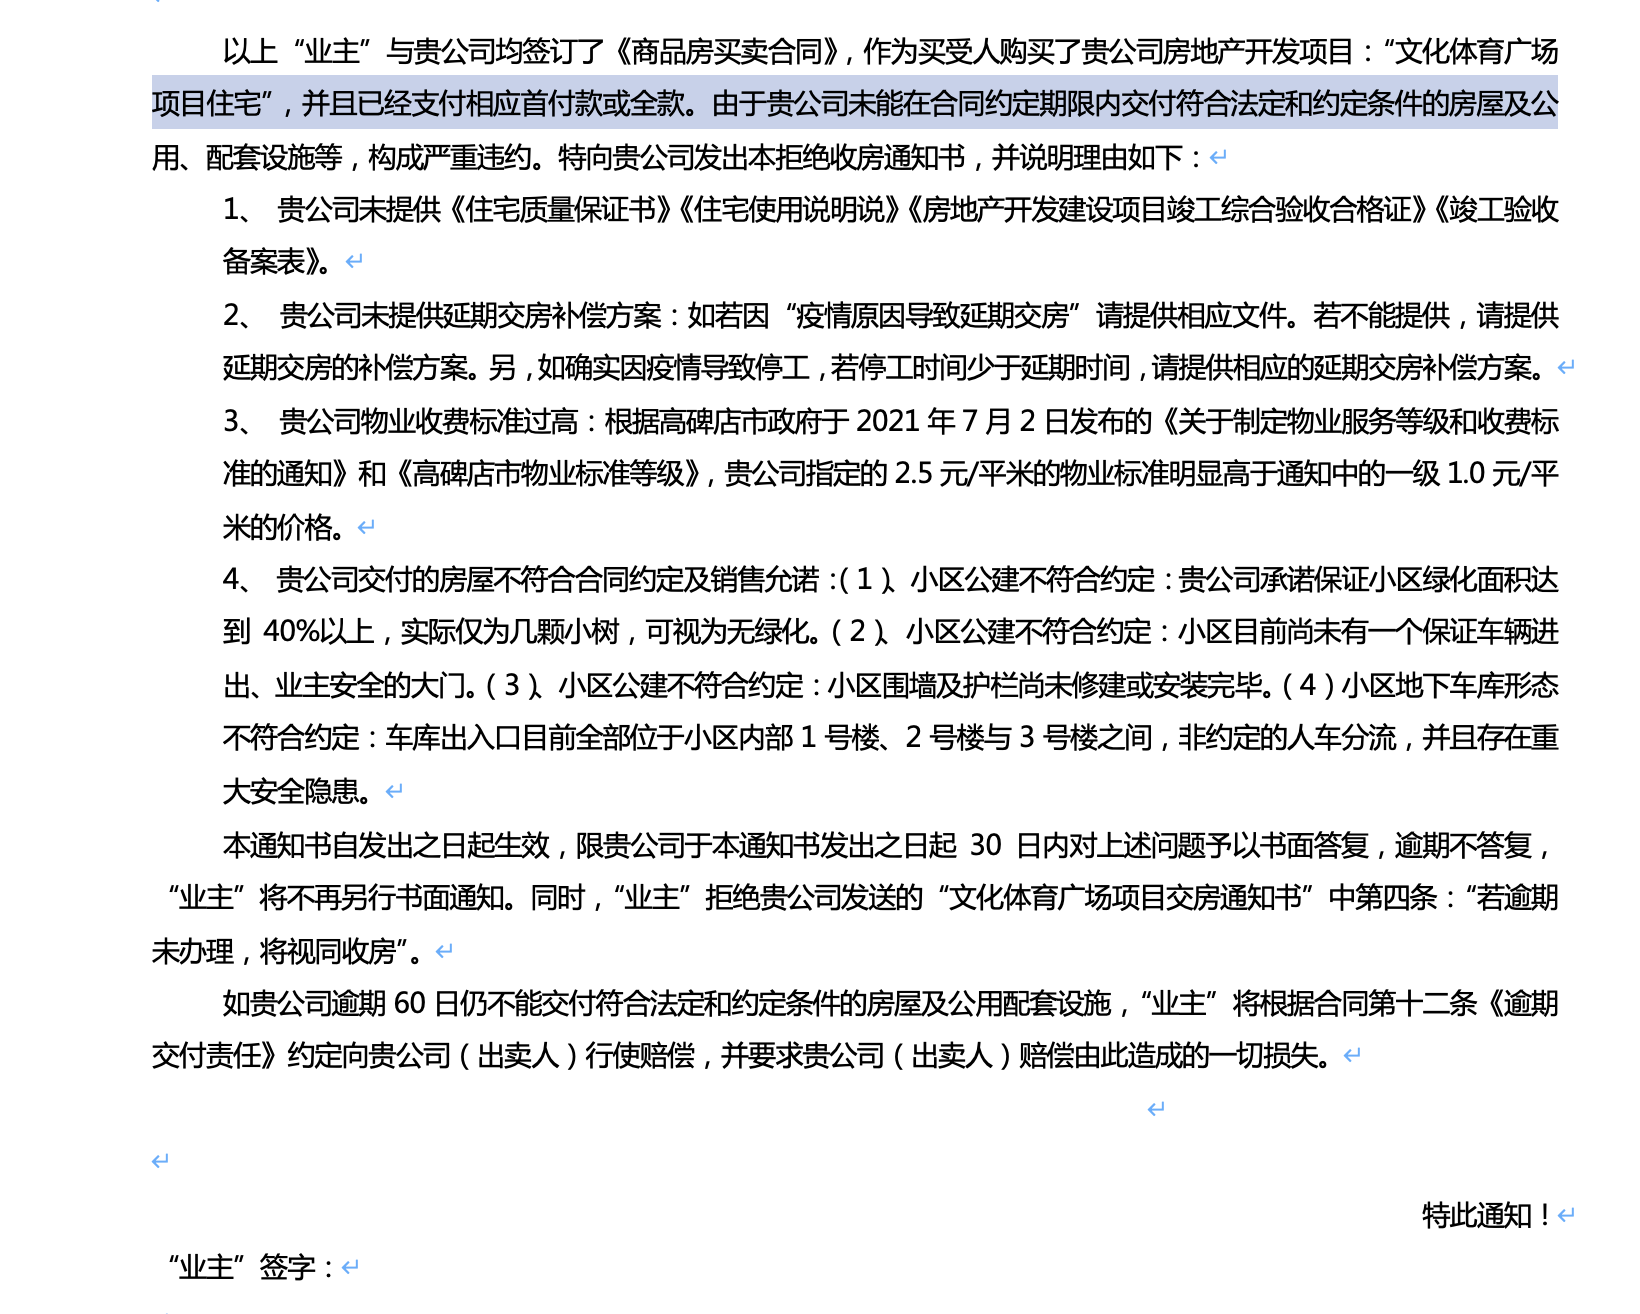 以上“业主”与贵公司均签订了《商品房买卖合同》，作为买受人购买了贵公司房地产开发项目：“文化体育广场
项目住宅”，并且已经支付相应首付款或全款。由于贵公司未能在合同约定期限内交付符合法定和约定条件的房屋及公
用、配套设施等，构成严重违约。特向贵公司发出本拒绝收房通知书，并说明理由如下：
1、 贵公司未提供《住宅质量保证书》《住宅使用说明说》《房地产开发建设项目竣工综合验收合格证》《竣工验收
备案表》。
2、 贵公司未提供延期交房补偿方案：如若因“疫情原因导致延期交房”请提供相应文件。若不能提供，请提供
延期交房的补偿方案。另，如确实因疫情导致停工，若停工时间少于延期时间，请提供相应的延期交房补偿方案。
3、 贵公司物业收费标准过高：根据高碑店市政府于 2021 年 7 月 2 日发布的《关于制定物业服务等级和收费标
准的通知》和《高碑店市物业标准等级》，贵公司指定的 2.5 元/平米的物业标准明显高于通知中的一级 1.0 元/平
米的价格。
4、 贵公司交付的房屋不符合合同约定及销售允诺：（1）、小区公建不符合约定：贵公司承诺保证小区绿化面积达
到 40%以上，实际仅为几颗小树，可视为无绿化。（2）、小区公建不符合约定：小区目前尚未有一个保证车辆进
出、业主安全的大门。（3）、小区公建不符合约定：小区围墙及护栏尚未修建或安装完毕。（4）小区地下车库形态
不符合约定：车库出入口目前全部位于小区内部 1 号楼、2 号楼与 3 号楼之间，非约定的人车分流，并且存在重
大安全隐患。
本通知书自发出之日起生效，限贵公司于本通知书发出之日起 30 日内对上述问题予以书面答复，逾期不答复，
“业主”将不再另行书面通知。同时，“业主”拒绝贵公司发送的“文化体育广场项目交房通知书”中第四条：“若逾期
未办理，将视同收房”。
如贵公司逾期 60 日仍不能交付符合法定和约定条件的房屋及公用配套设施，“业主”将根据合同第十二条《逾期
交付责任》约定向贵公司（出卖人）行使赔偿，并要求贵公司（出卖人）赔偿由此造成的一切损失。
特此通知！
“业主”签字：